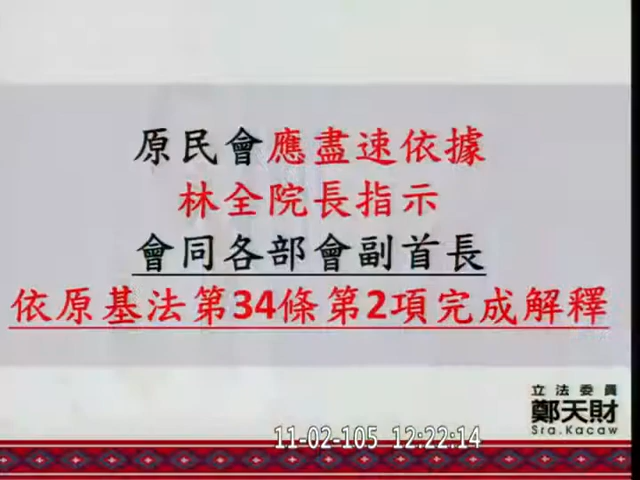 原民會應盡速依據
林全院長指示
會同各部會副首長
依原基法第34條第2項完成解釋
立法委員
鄭天財
Sra.Kacaw
11-02-105 12:22:14